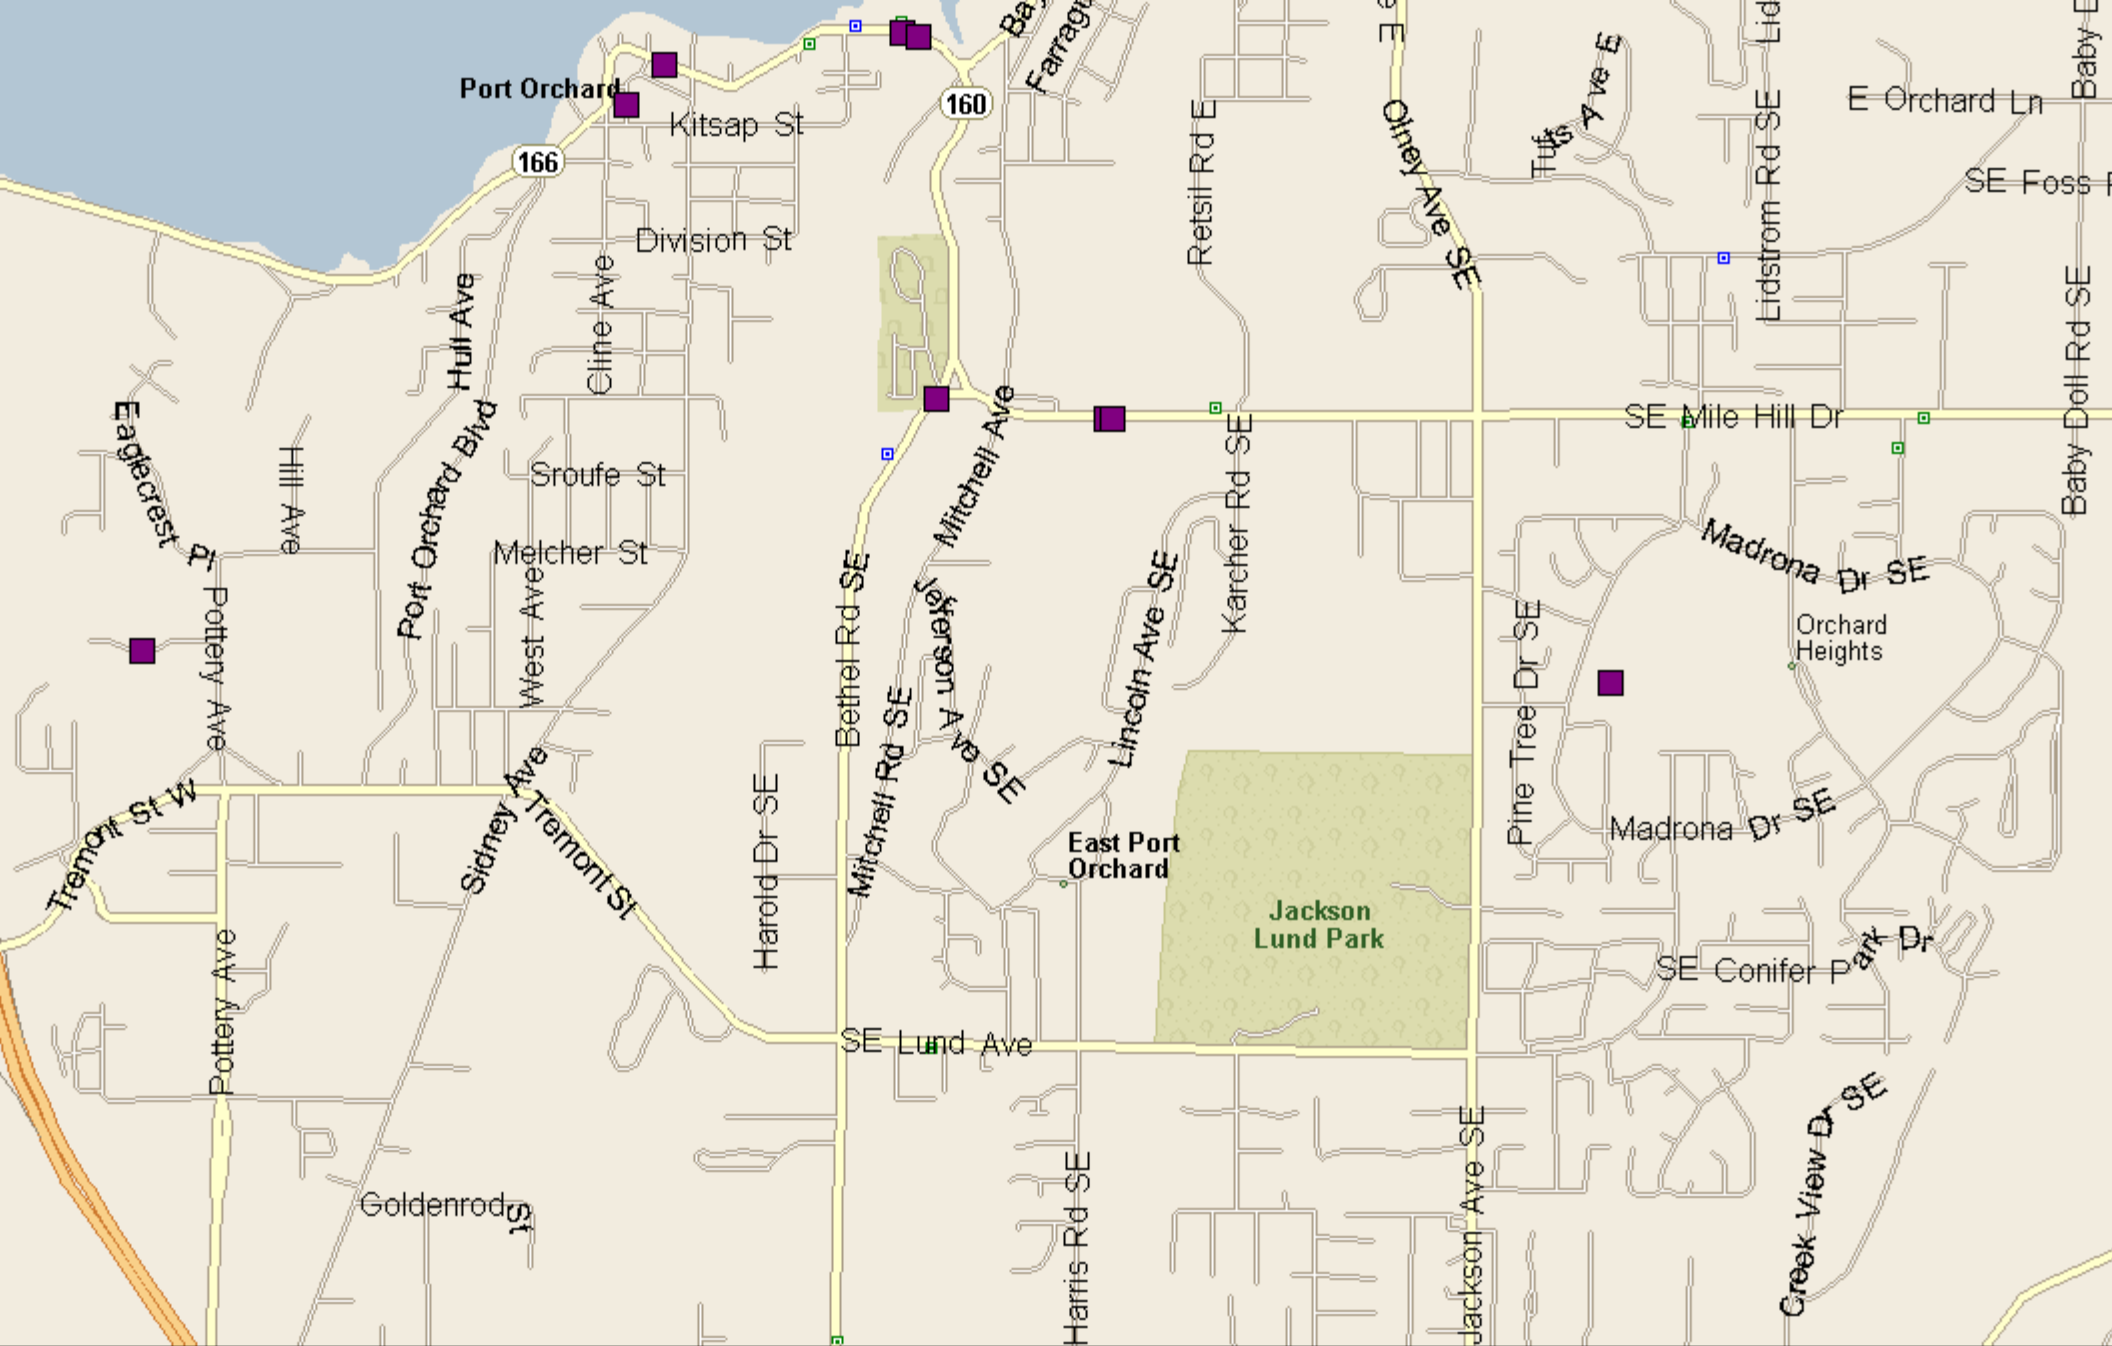 Bay
Farragu
E
Lid
Baby D
Port Orchard
160
Kitsap St
166
Retsil Rd E
Olney Ave SE
Tufts Ave E
Lidstrom Rd SE
E Orchard Ln
SE Foss
Division St
Cline Ave
Hull Ave
Port Orchard Blvd
Eaglecrest
Hill Ave
Sroufe St
Melcher St
West Ave
Mitchell Ave
SE Mile Hill Dr
Baby Doll Rd SE
Karcher Rd SE
Madrona Dr SE
Pottery Ave
Bethel Rd SE
Jefferson Ave SE
Lincoln Ave SE
Pine Tree Dr SE
Orchard
Heights
Mitchell Rd SE
Tremont St W
Sidney Ave
Tremont St
Harold Dr SE
East Port
Orchard
Madrona Dr SE
Jackson
Lund Park
Pottery Ave
SE Conifer Park Dr
SE Lund Ave
Goldenrod St
Harris Rd SE
Jackson Ave SE
Creek View Dr SE